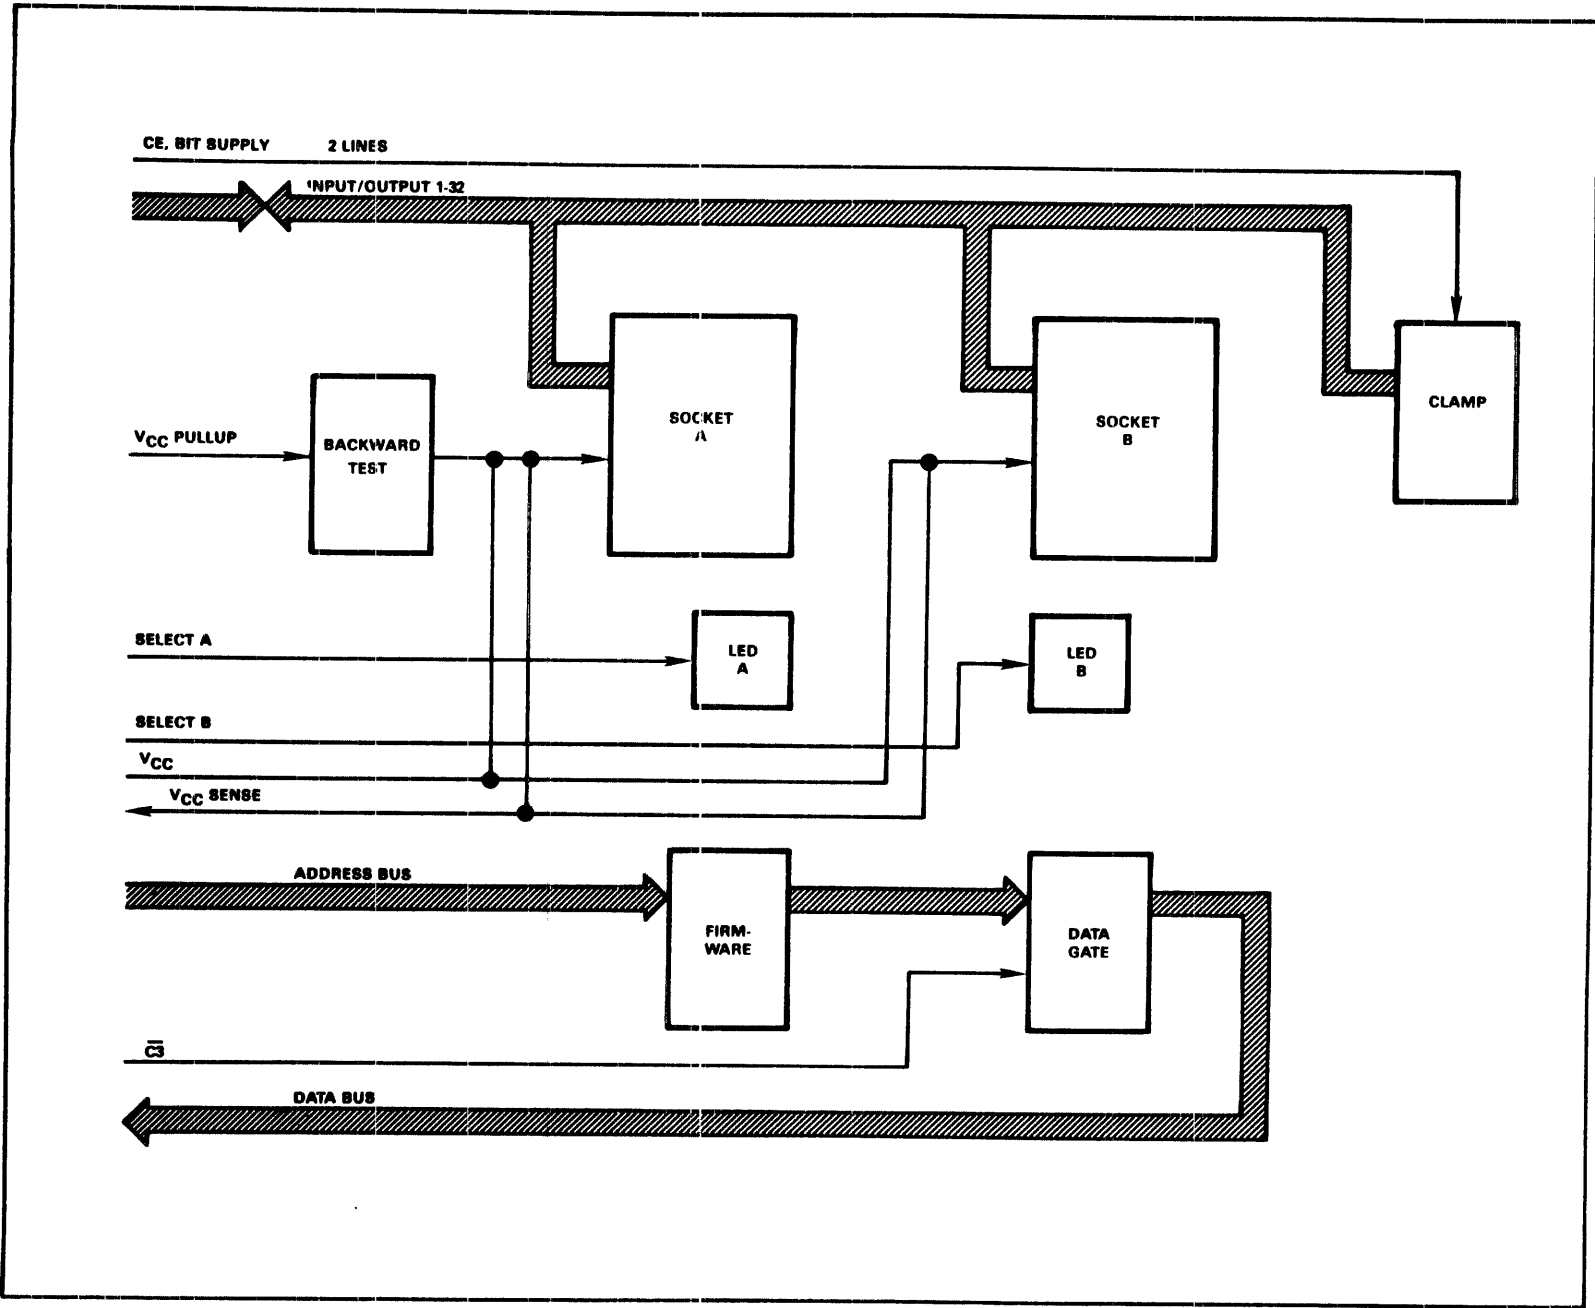 CE, BIT SUPPLY 2 LINES
INPUT/OUTPUT 1-32
SOCKET
A
SOCKET
B
CLAMP
VCC PULLUP
BACKWARD
TEST
SELECT A
LED
A
LED
B
SELECT B
VCC
VCC SENSE
ADDRESS BUS
FIRM-
WARE
DATA
GATE
C̅3̅
DATA BUS